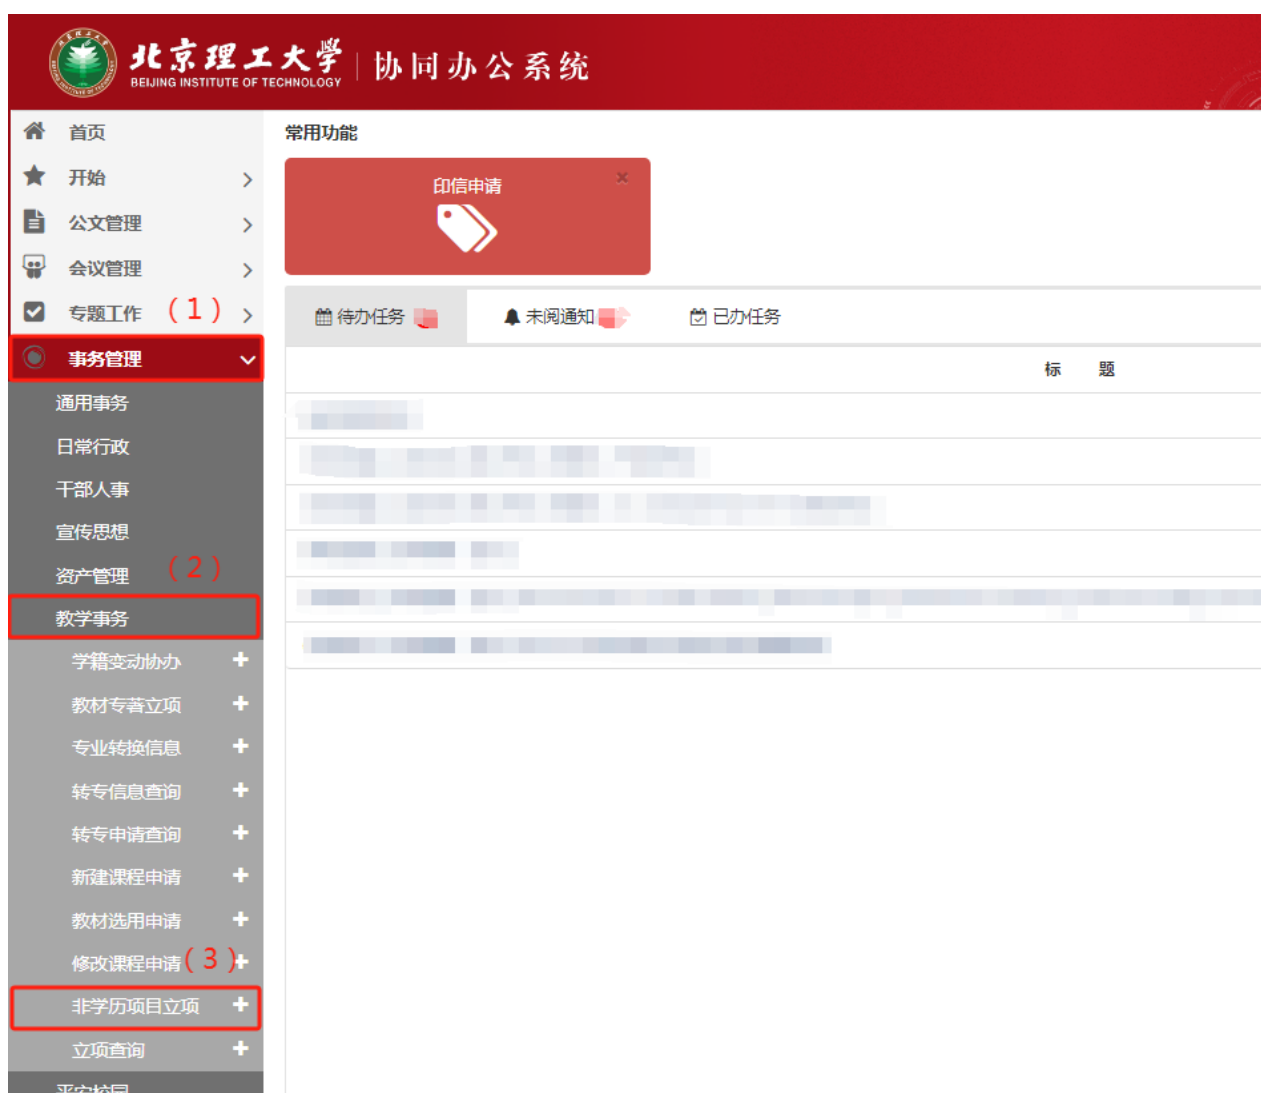 北京理工大學
BEIJING INSTITUTE OF TECHNOLOGY
协同办公系统
首页
开始
公文管理
会议管理
专题工作 (1)
事务管理
通用事务
日常行政
干部人事
宣传思想
资产管理 (2)
教学事务
学籍变动协办
教材专著立项
专业转换信息
转专信息查询
转专申请查询
新建课程申请
教材选用申请
修改课程申请 (3)
非学历项目立项
立项查询
平安校园
常用功能
印信申请 ×
待办任务 未阅通知 已办任务
标 题